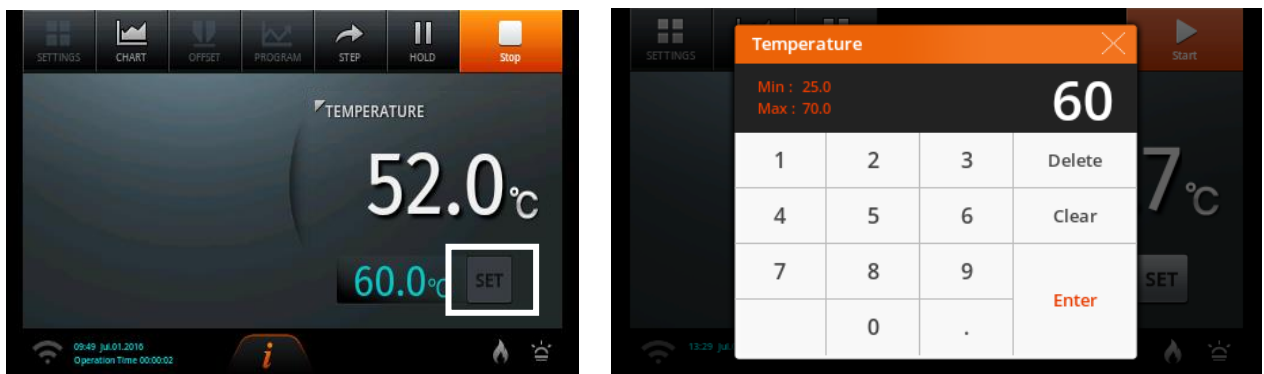 SETTINGS CHART OFFSET PROGRAM STEP HOLD Stop
TEMPERATURE
52.0℃
60.0℃ SET
09:49 Jul.01.2016
Operation Time 00:00:02
i
SETTINGS Start
Temperature
Min : 25.0
Max : 70.0
60
1 2 3 Delete
4 5 6 Clear
7 8 9
Enter
0 .
7℃
SET
13:29